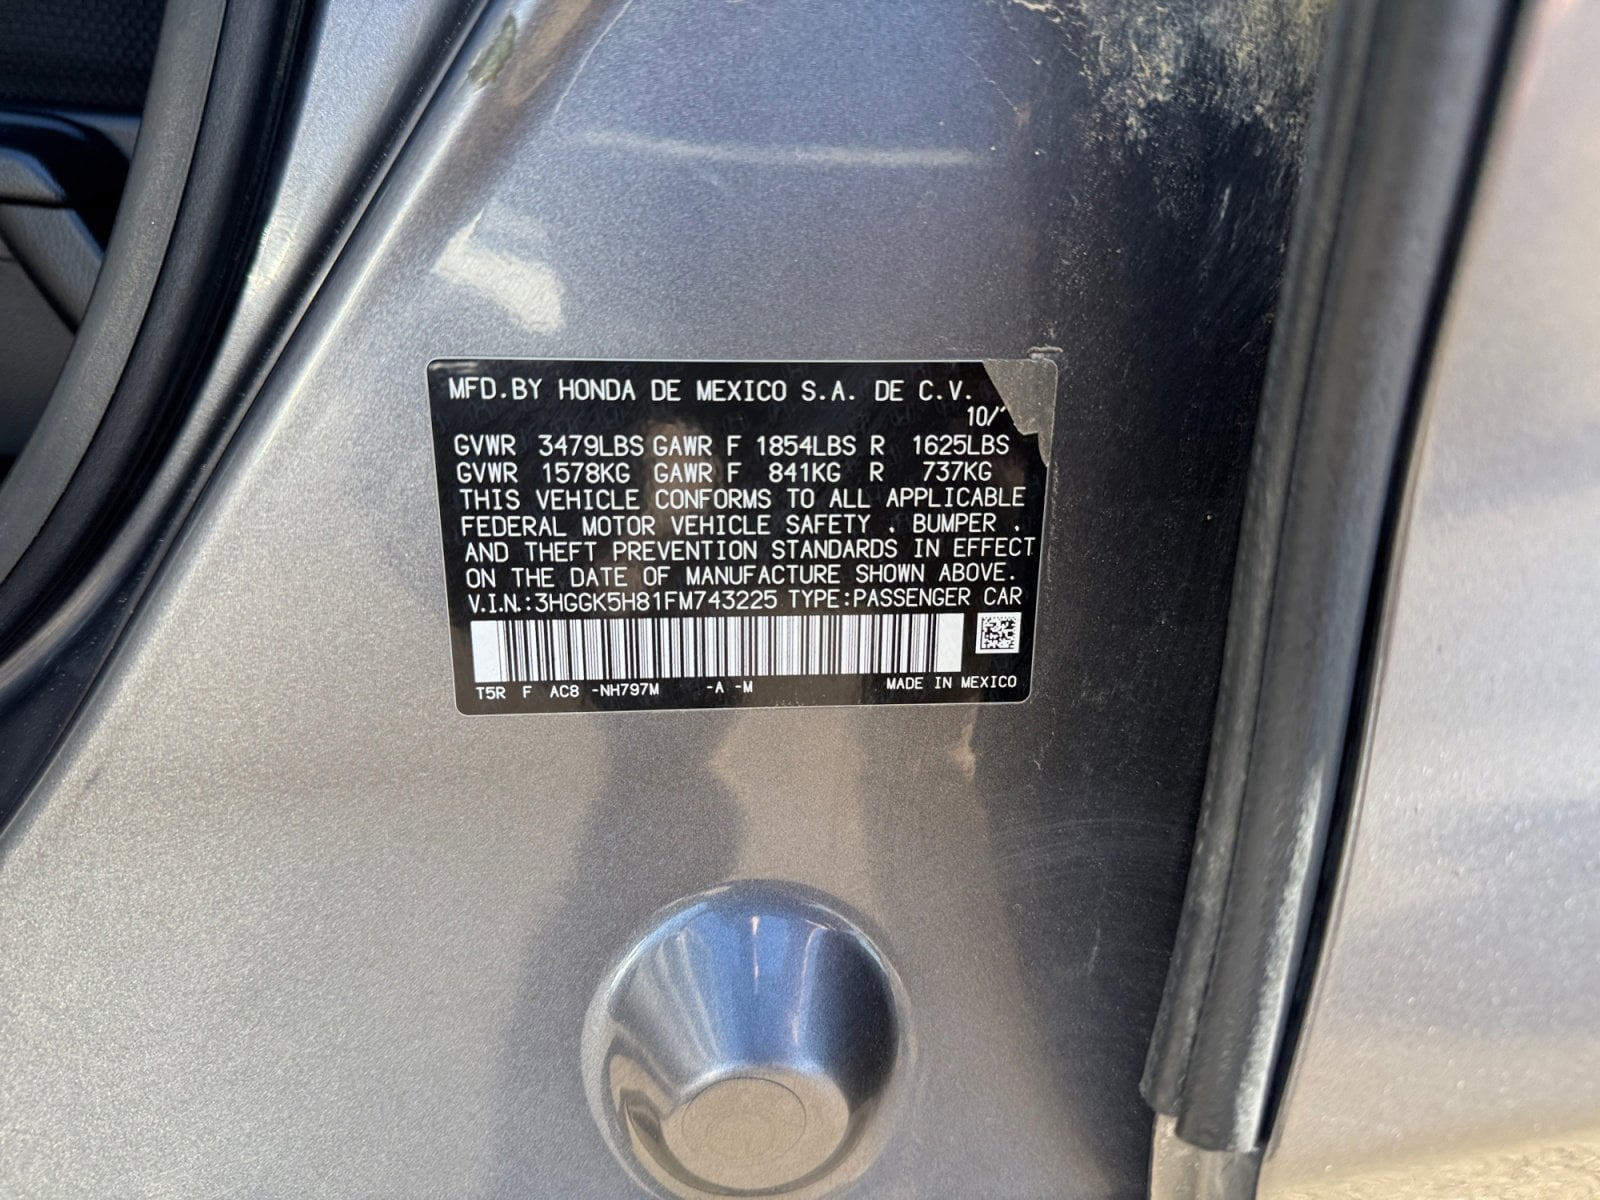 MFD.BY HONDA DE MEXICO S.A. DE C.V.
10/
GVWR 3479LBS GAWR F 1854LBS R 1625LBS
GVWR 1578KG GAWR F 841KG R 737KG
THIS VEHICLE CONFORMS TO ALL APPLICABLE
FEDERAL MOTOR VEHICLE SAFETY , BUMPER ,
AND THEFT PREVENTION STANDARDS IN EFFECT
ON THE DATE OF MANUFACTURE SHOWN ABOVE.
V.I.N.:3HGGK5H81FM743225 TYPE:PASSENGER CAR
T5R F AC8 -NH797M -A -M MADE IN MEXICO